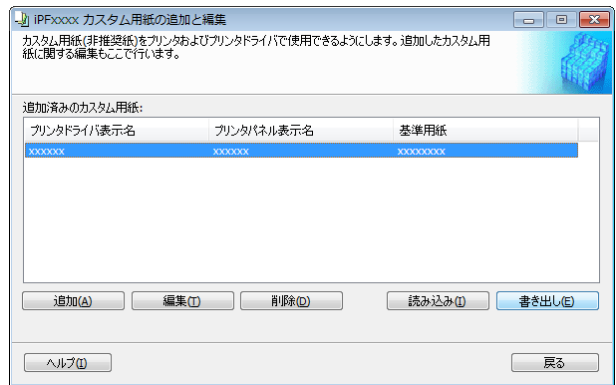 iPFxxxx カスタム用紙の追加と編集
カスタム用紙(非推奨紙)をプリンタおよびプリンタドライバで使用できるようにします。追加したカスタム用
紙に関する編集もここで行います。
追加済みのカスタム用紙:
プリンタドライバ表示名 プリンタパネル表示名 基準用紙
xxxxxx xxxxxx xxxxxxxx
追加(A) 編集(T) 削除(D) 読み込み(I) 書き出し(E)
ヘルプ(I) 戻る